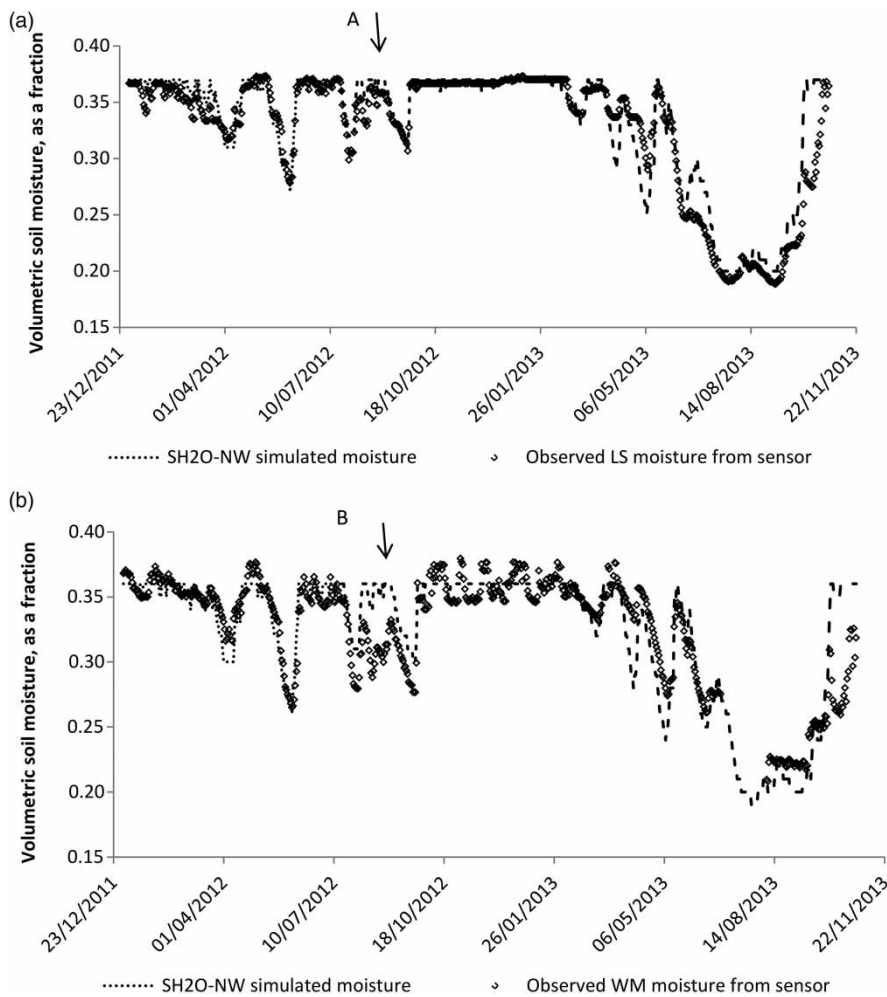 (a)
A
0.40
0.35
0.30
0.25
0.20
0.15
Volumetric soil moisture, as a fraction
23/12/2011
01/04/2012
10/07/2012
18/10/2012
26/01/2013
06/05/2013
14/08/2013
22/11/2013
SH2O-NW simulated moisture
Observed LS moisture from sensor
(b)
B
0.40
0.35
0.30
0.25
0.20
0.15
Volumetric soil moisture, as a fraction
23/12/2011
01/04/2012
10/07/2012
18/10/2012
26/01/2013
06/05/2013
14/08/2013
22/11/2013
SH2O-NW simulated moisture
Observed WM moisture from sensor